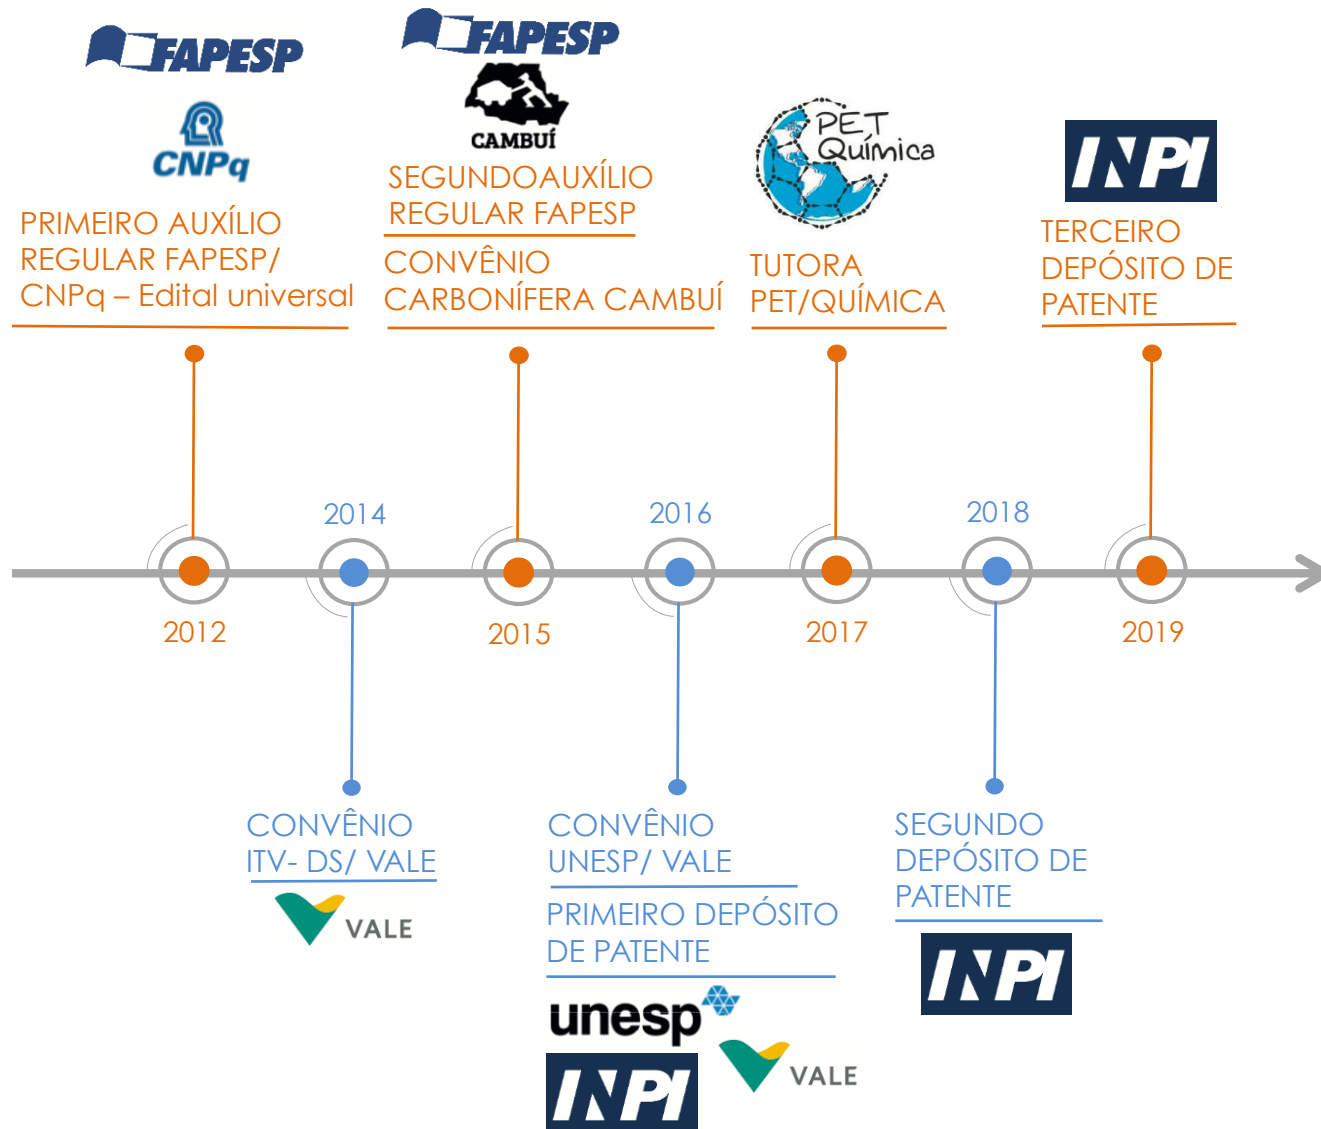 FAPESP
CNPq
PRIMEIRO AUXÍLIO
REGULAR FAPESP/
CNPq – Edital universal
FAPESP
CAMBUÍ
SEGUNDOAUXÍLIO
REGULAR FAPESP
CONVÊNIO
CARBONÍFERA CAMBUÍ
PET
Química
TUTORA
PET/QUÍMICA
INPI
TERCEIRO
DEPÓSITO DE
PATENTE
2014
2016
2018
2012
2015
2017
2019
CONVÊNIO
ITV- DS/ VALE
VALE
CONVÊNIO
UNESP/ VALE
PRIMEIRO DEPÓSITO
DE PATENTE
unesp
INPI
VALE
SEGUNDO
DEPÓSITO DE
PATENTE
INPI